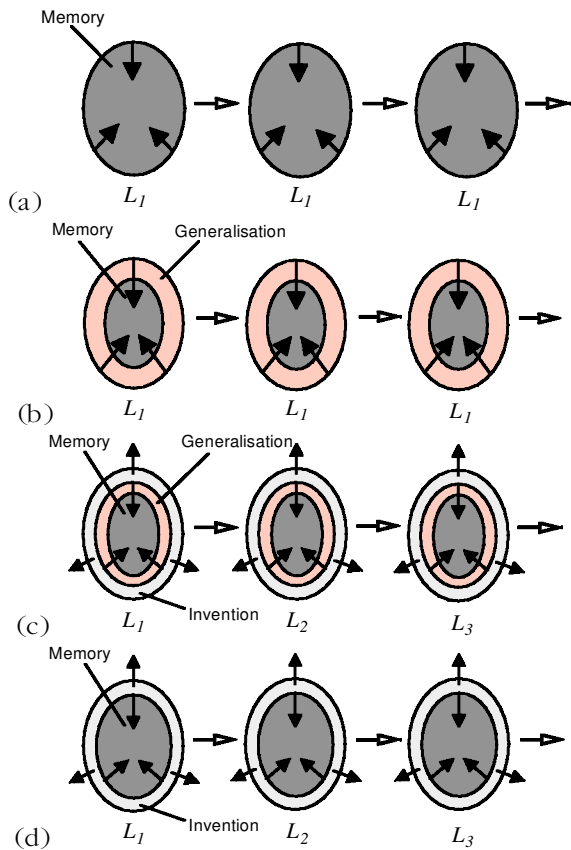 Memory
(a) L1 L1 L1
Memory Generalisation
(b) L1 L1 L1
Memory Generalisation
Invention
(c) L1 L2 L3
Memory
Invention
(d) L1 L2 L3